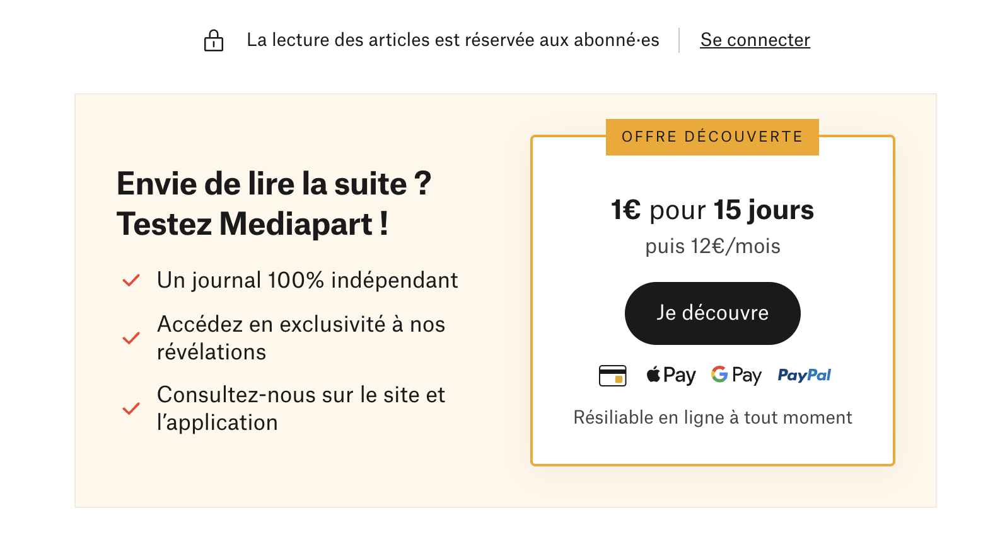 La lecture des articles est réservée aux abonné·es
Se connecter
Envie de lire la suite ?
Testez Mediapart !
Un journal 100% indépendant
Accédez en exclusivité à nos
révélations
Consultez-nous sur le site et
l’application
OFFRE DÉCOUVERTE
1€ pour 15 jours
puis 12€/mois
Je découvre
Pay G Pay PayPal
Résiliable en ligne à tout moment